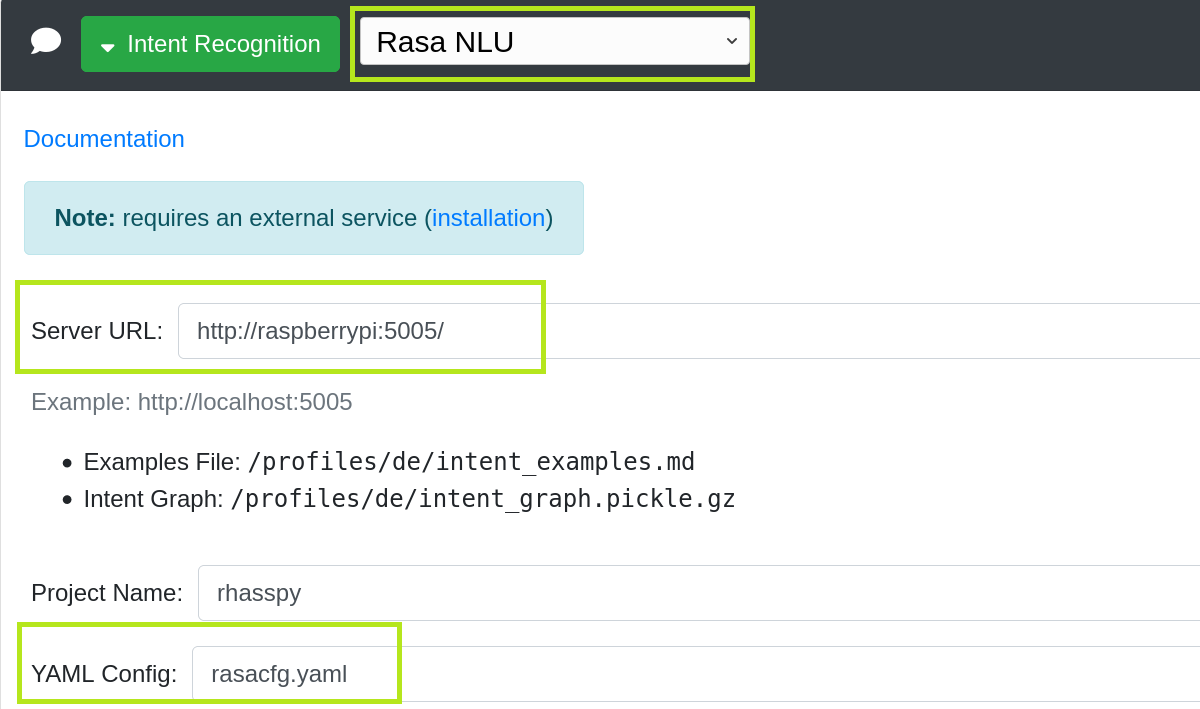 Intent Recognition Rasa NLU
Documentation
Note: requires an external service (installation)
Server URL: http://raspberrypi:5005/
Example: http://localhost:5005
Examples File: /profiles/de/intent_examples.md
Intent Graph: /profiles/de/intent_graph.pickle.gz
Project Name: rhasspy
YAML Config: rasacfg.yaml